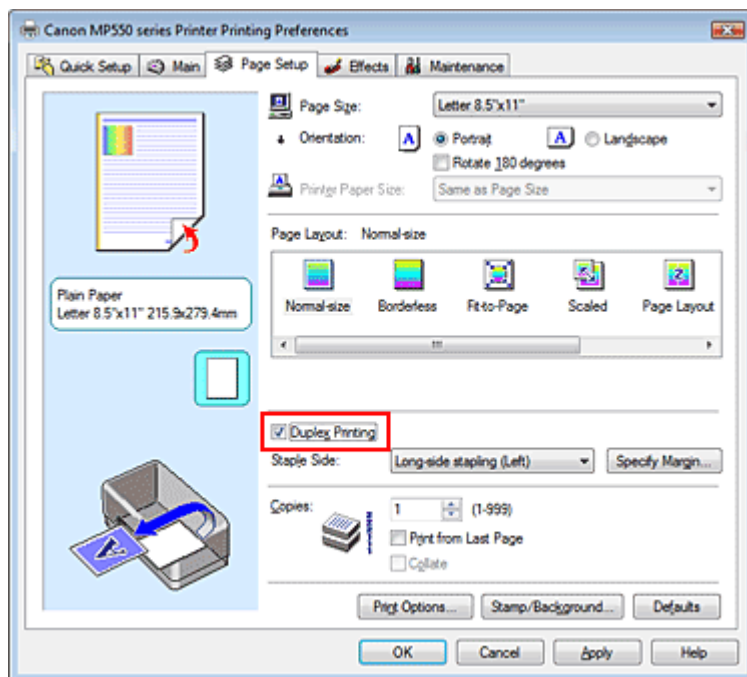 Canon MP550 series Printer Printing Preferences
Quick Setup Main Page Setup Effects Maintenance
Page Size: Letter 8.5"x11"
Orientation: A Portrait A Landscape
Rotate 180 degrees
Printer Paper Size: Same as Page Size
Page Layout: Normal-size
Normal-size Borderless Fit-to-Page Scaled Page Layout
Plain Paper
Letter 8.5"x11" 215.9x279.4mm
Duplex Printing
Staple Side: Long-side stapling (Left) Specify Margin...
Copies: 1 (1-999)
Print from Last Page
Collate
Print Options... Stamp/Background... Defaults
OK Cancel Apply Help